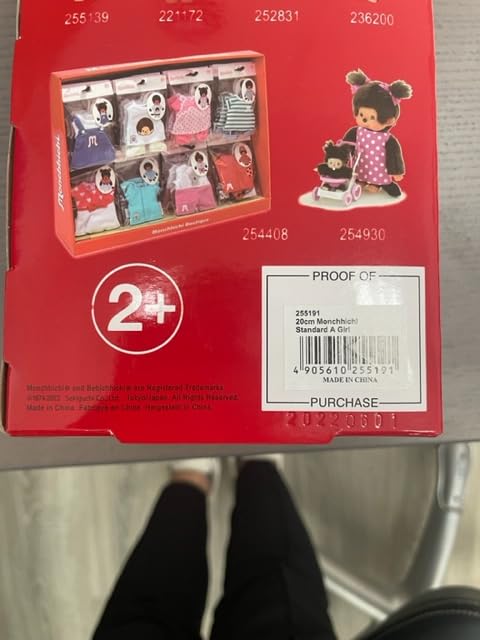 255139 221172 252831 236200
Monchhichi
Monchhichi Boutique
254408 254930
2+
PROOF OF
255191
20cm Monchhichi
Standard A Girl
4 905610 255191
MADE IN CHINA
PURCHASE
20220601
Monchhichi® and Bebichhichi® are Registered Trademarks.
Sekiguchi Co.,Ltd., Tokyo/Japan. All Rights Reserved.
Made in China. Fabriqué en Chine. Hergestellt in China.